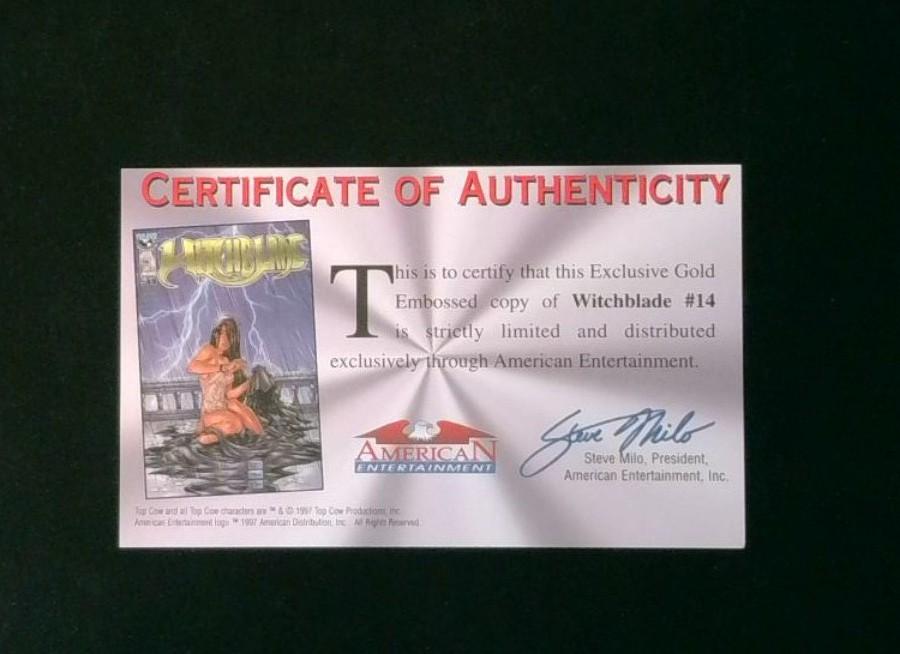 CERTIFICATE OF AUTHENTICITY
WITCHBLADE
This is to certify that this Exclusive Gold
Embossed copy of Witchblade #14
is strictly limited and distributed
exclusively through American Entertainment.
AMERICAN
ENTERTAINMENT
Steve Milo
Steve Milo, President,
American Entertainment, Inc.
Top Cow and all Top Cow characters are ™ & © 1997 Top Cow Productions, Inc.
American Entertainment logo ™ 1997 American Distribution, Inc. All Rights Reserved.